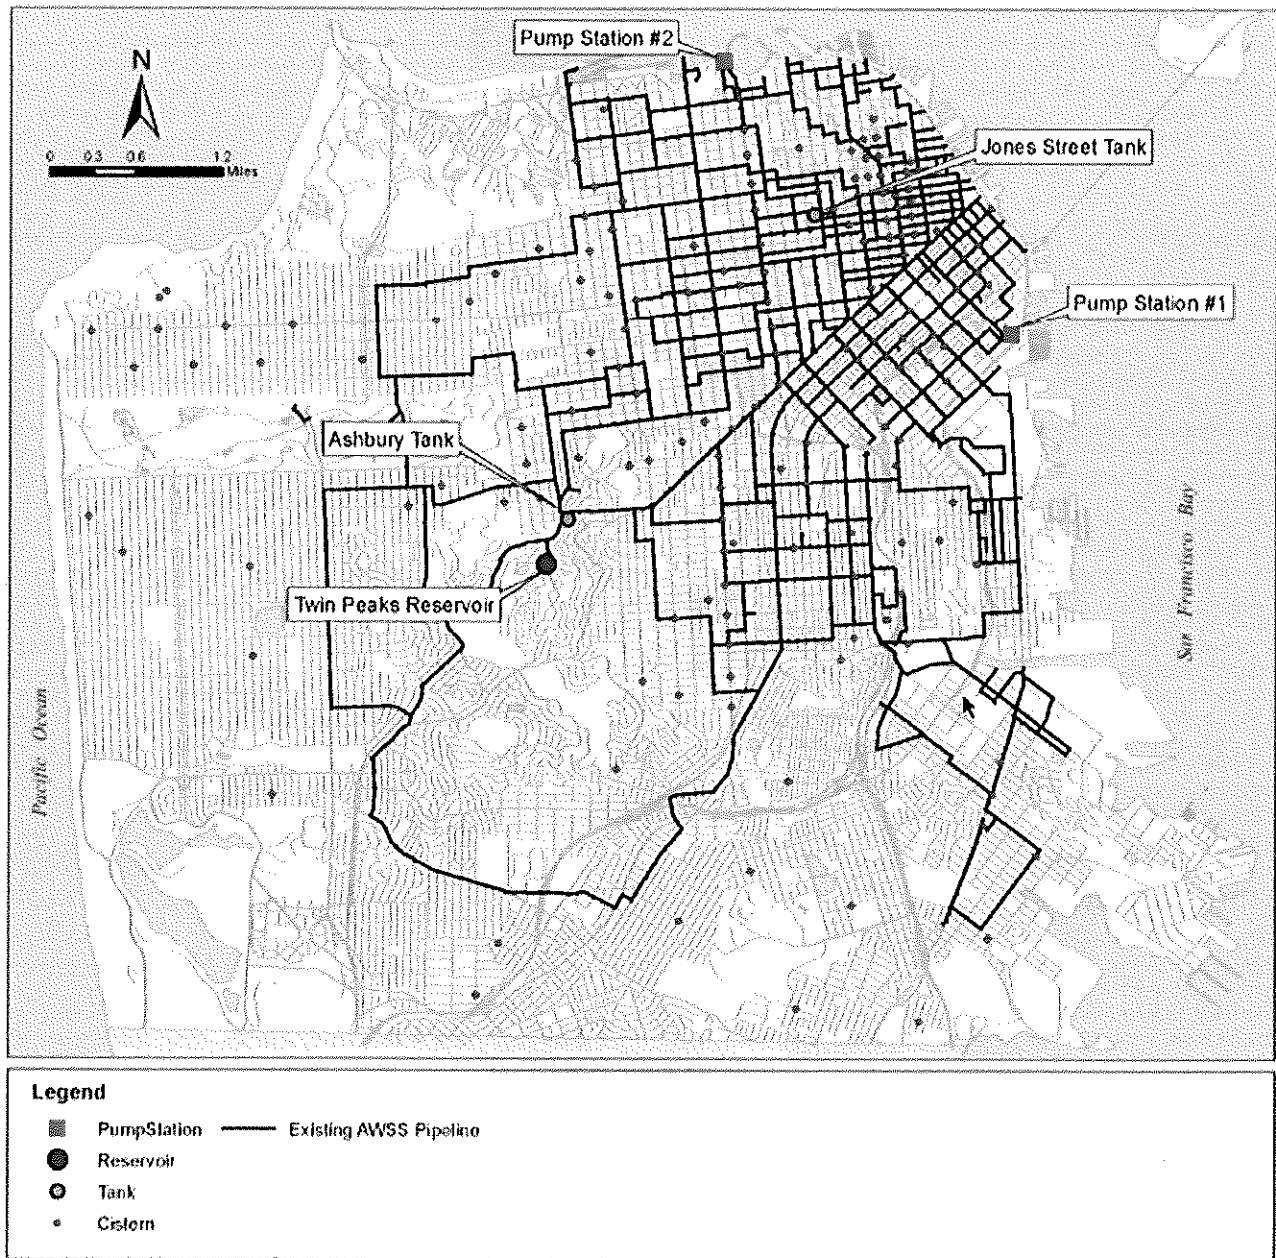 Pump Station #2
N
0 0.3 0.6 1.2
Miles
Jones Street Tank
Pump Station #1
Ashbury Tank
Twin Peaks Reservoir
San Francisco Bay
Pacific Ocean
Legend
PumpStation
Existing AWSS Pipeline
Reservoir
Tank
Cistern